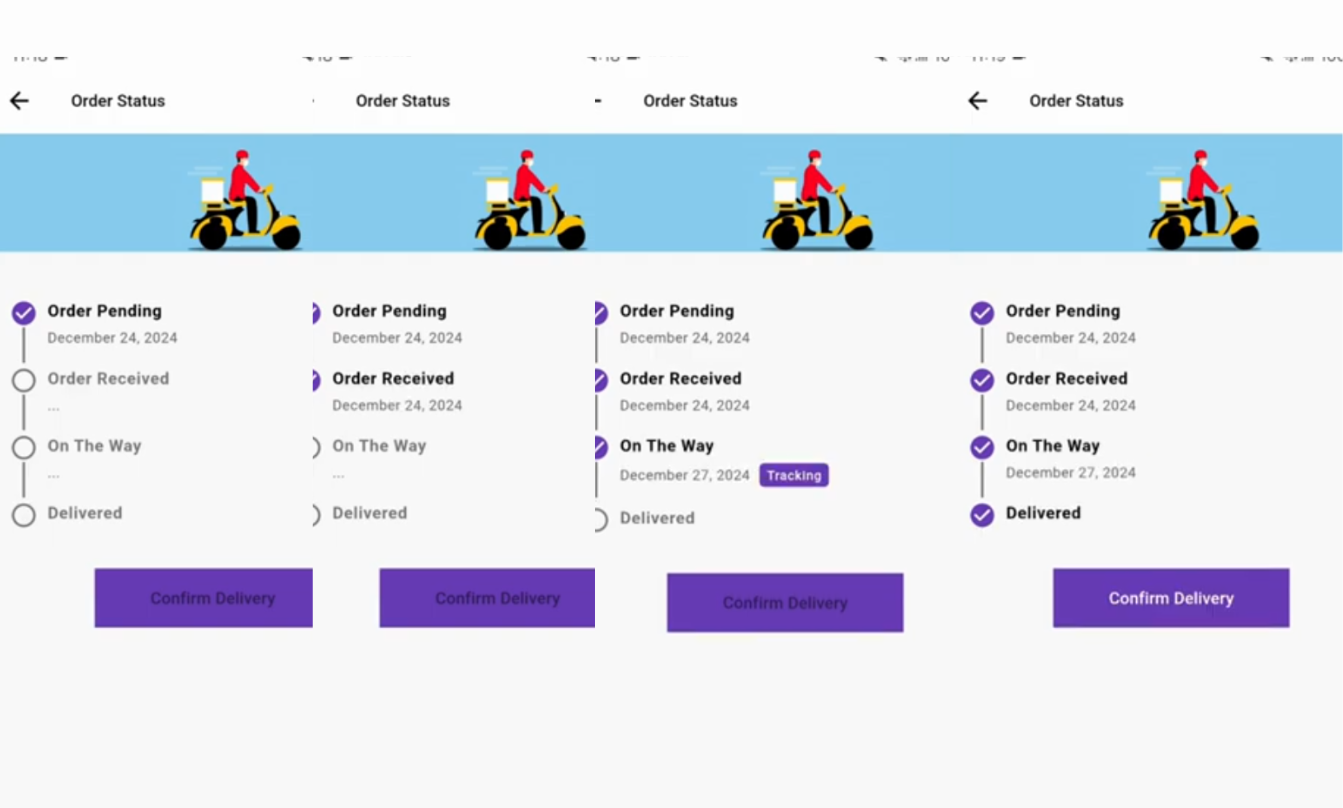 Order Status
Order Pending
December 24, 2024
Order Received
...
On The Way
...
Delivered
Confirm Delivery
Order Status
Order Pending
December 24, 2024
Order Received
December 24, 2024
On The Way
...
Delivered
Confirm Delivery
Order Status
Order Pending
December 24, 2024
Order Received
December 24, 2024
On The Way
December 27, 2024 Tracking
Delivered
Confirm Delivery
Order Status
Order Pending
December 24, 2024
Order Received
December 24, 2024
On The Way
December 27, 2024
Delivered
Confirm Delivery